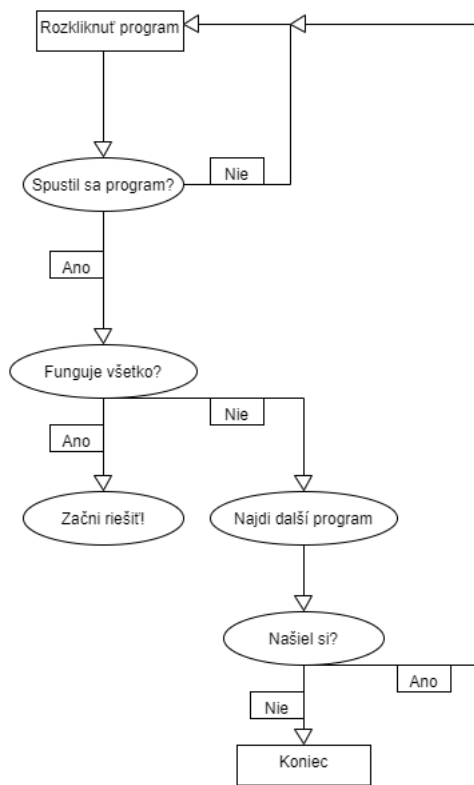 Rozkliknuť program
Spustil sa program?
Nie
Ano
Funguje všetko?
Nie
Ano
Začni riešiť!
Najdi další program
Našiel si?
Ano
Nie
Koniec